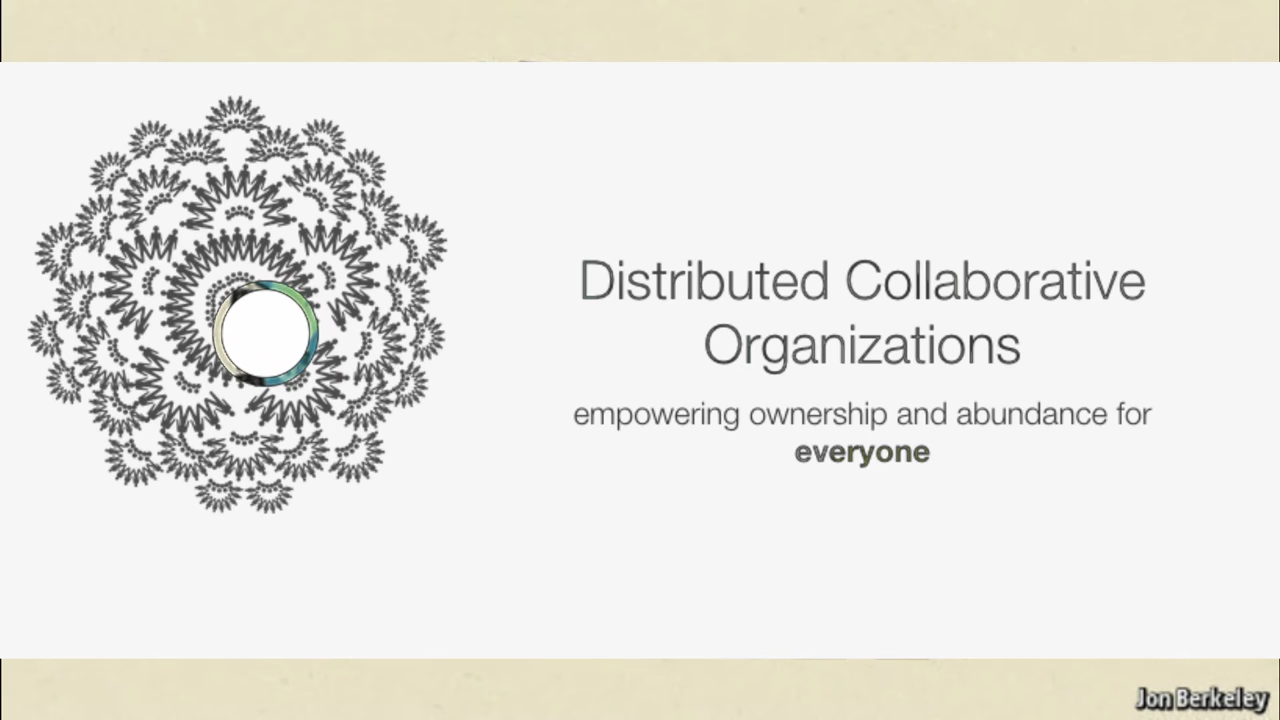 Distributed Collaborative
Organizations
empowering ownership and abundance for
everyone
Jon Berkeley